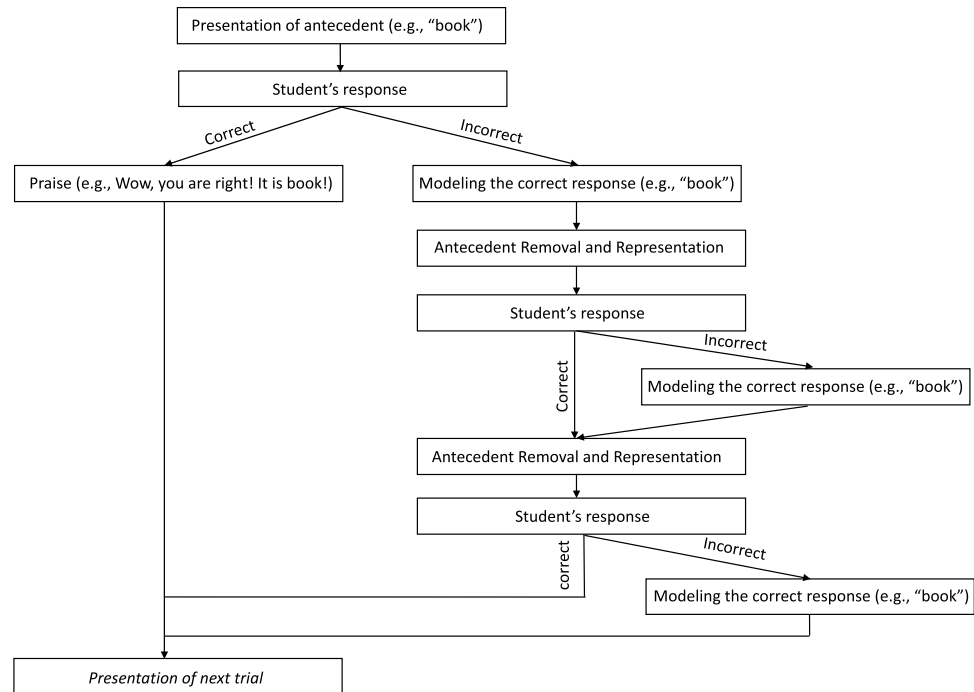 Presentation of antecedent (e.g., “book”)
Student’s response
Correct
Incorrect
Praise (e.g., Wow, you are right! It is book!)
Modeling the correct response (e.g., “book”)
Antecedent Removal and Representation
Student’s response
Incorrect
Correct
Modeling the correct response (e.g., “book”)
Antecedent Removal and Representation
Student’s response
correct
Incorrect
Modeling the correct response (e.g., “book”)
Presentation of next trial